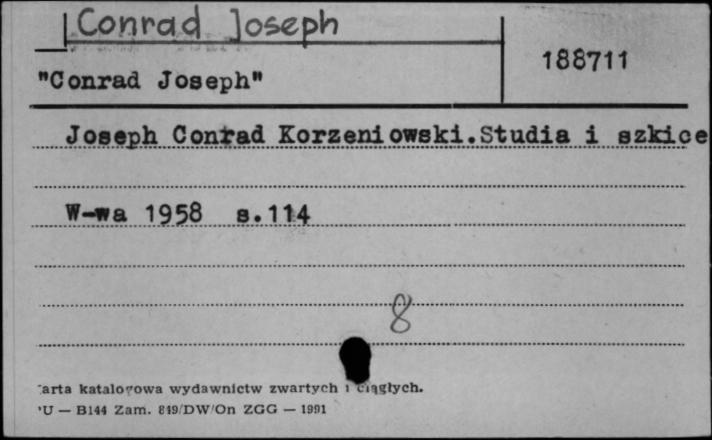 Conrad Joseph
188711
"Conrad Joseph"
Joseph Conrad Korzeniowski.Studia i szkice
W-wa 1958 s.114
8
arta katalogowa wydawnictw zwartych i ciągłych.
'U — B144 Zam. 819/DW/On ZGG — 1991